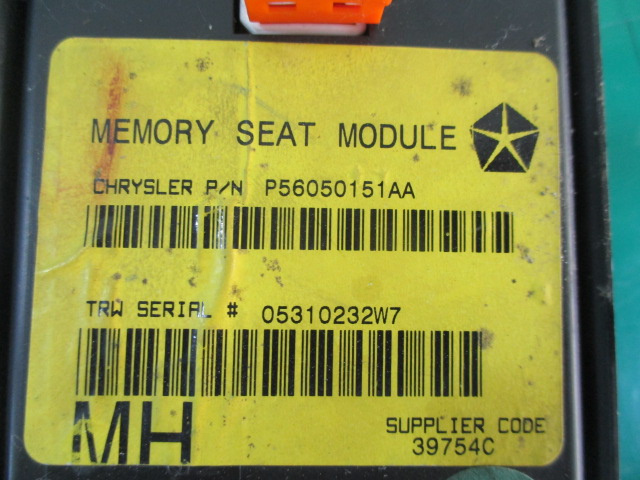 MEMORY SEAT MODULE
CHRYSLER P/N P56050151AA
TRW SERIAL # 05310232W7
MH
SUPPLIER CODE
39754C